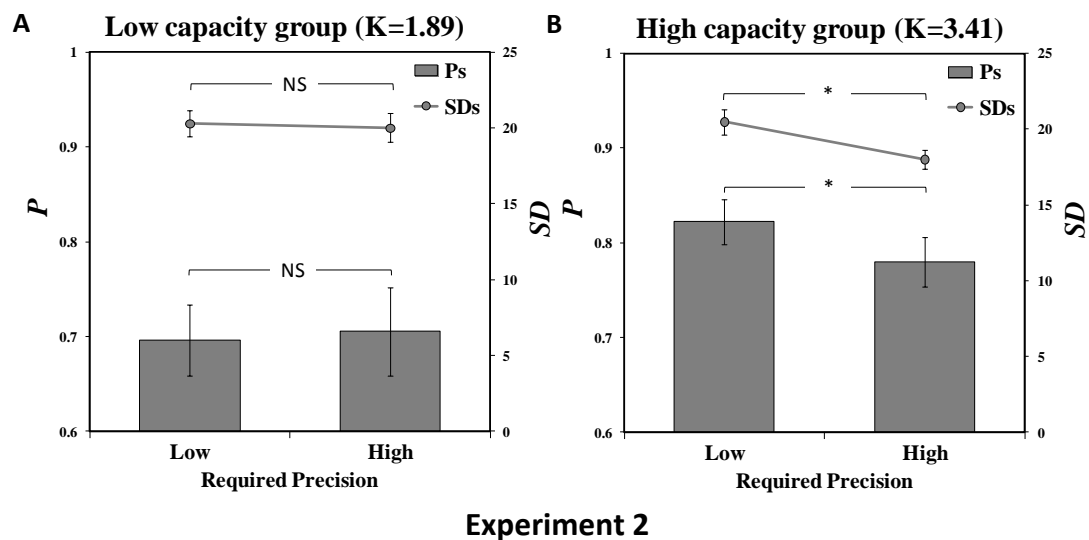 A
Low capacity group (K=1.89)
1
0.9
0.8
0.7
0.6
P
25
20
15
10
5
0
SD
Ps
SDs
NS
NS
Low
High
Required Precision
B
High capacity group (K=3.41)
1
0.9
0.8
0.7
0.6
P
25
20
15
10
5
0
SD
Ps
SDs
*
*
Low
High
Required Precision
Experiment 2